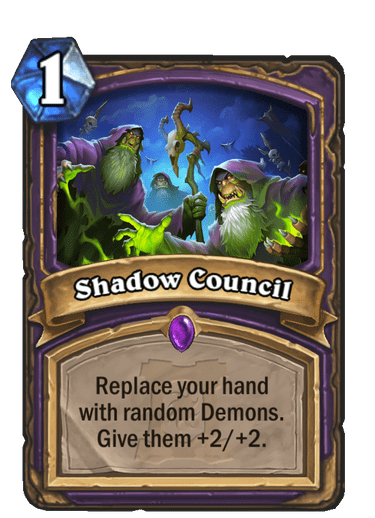 1
Shadow Council
Replace your hand
with random Demons.
Give them +2/+2.